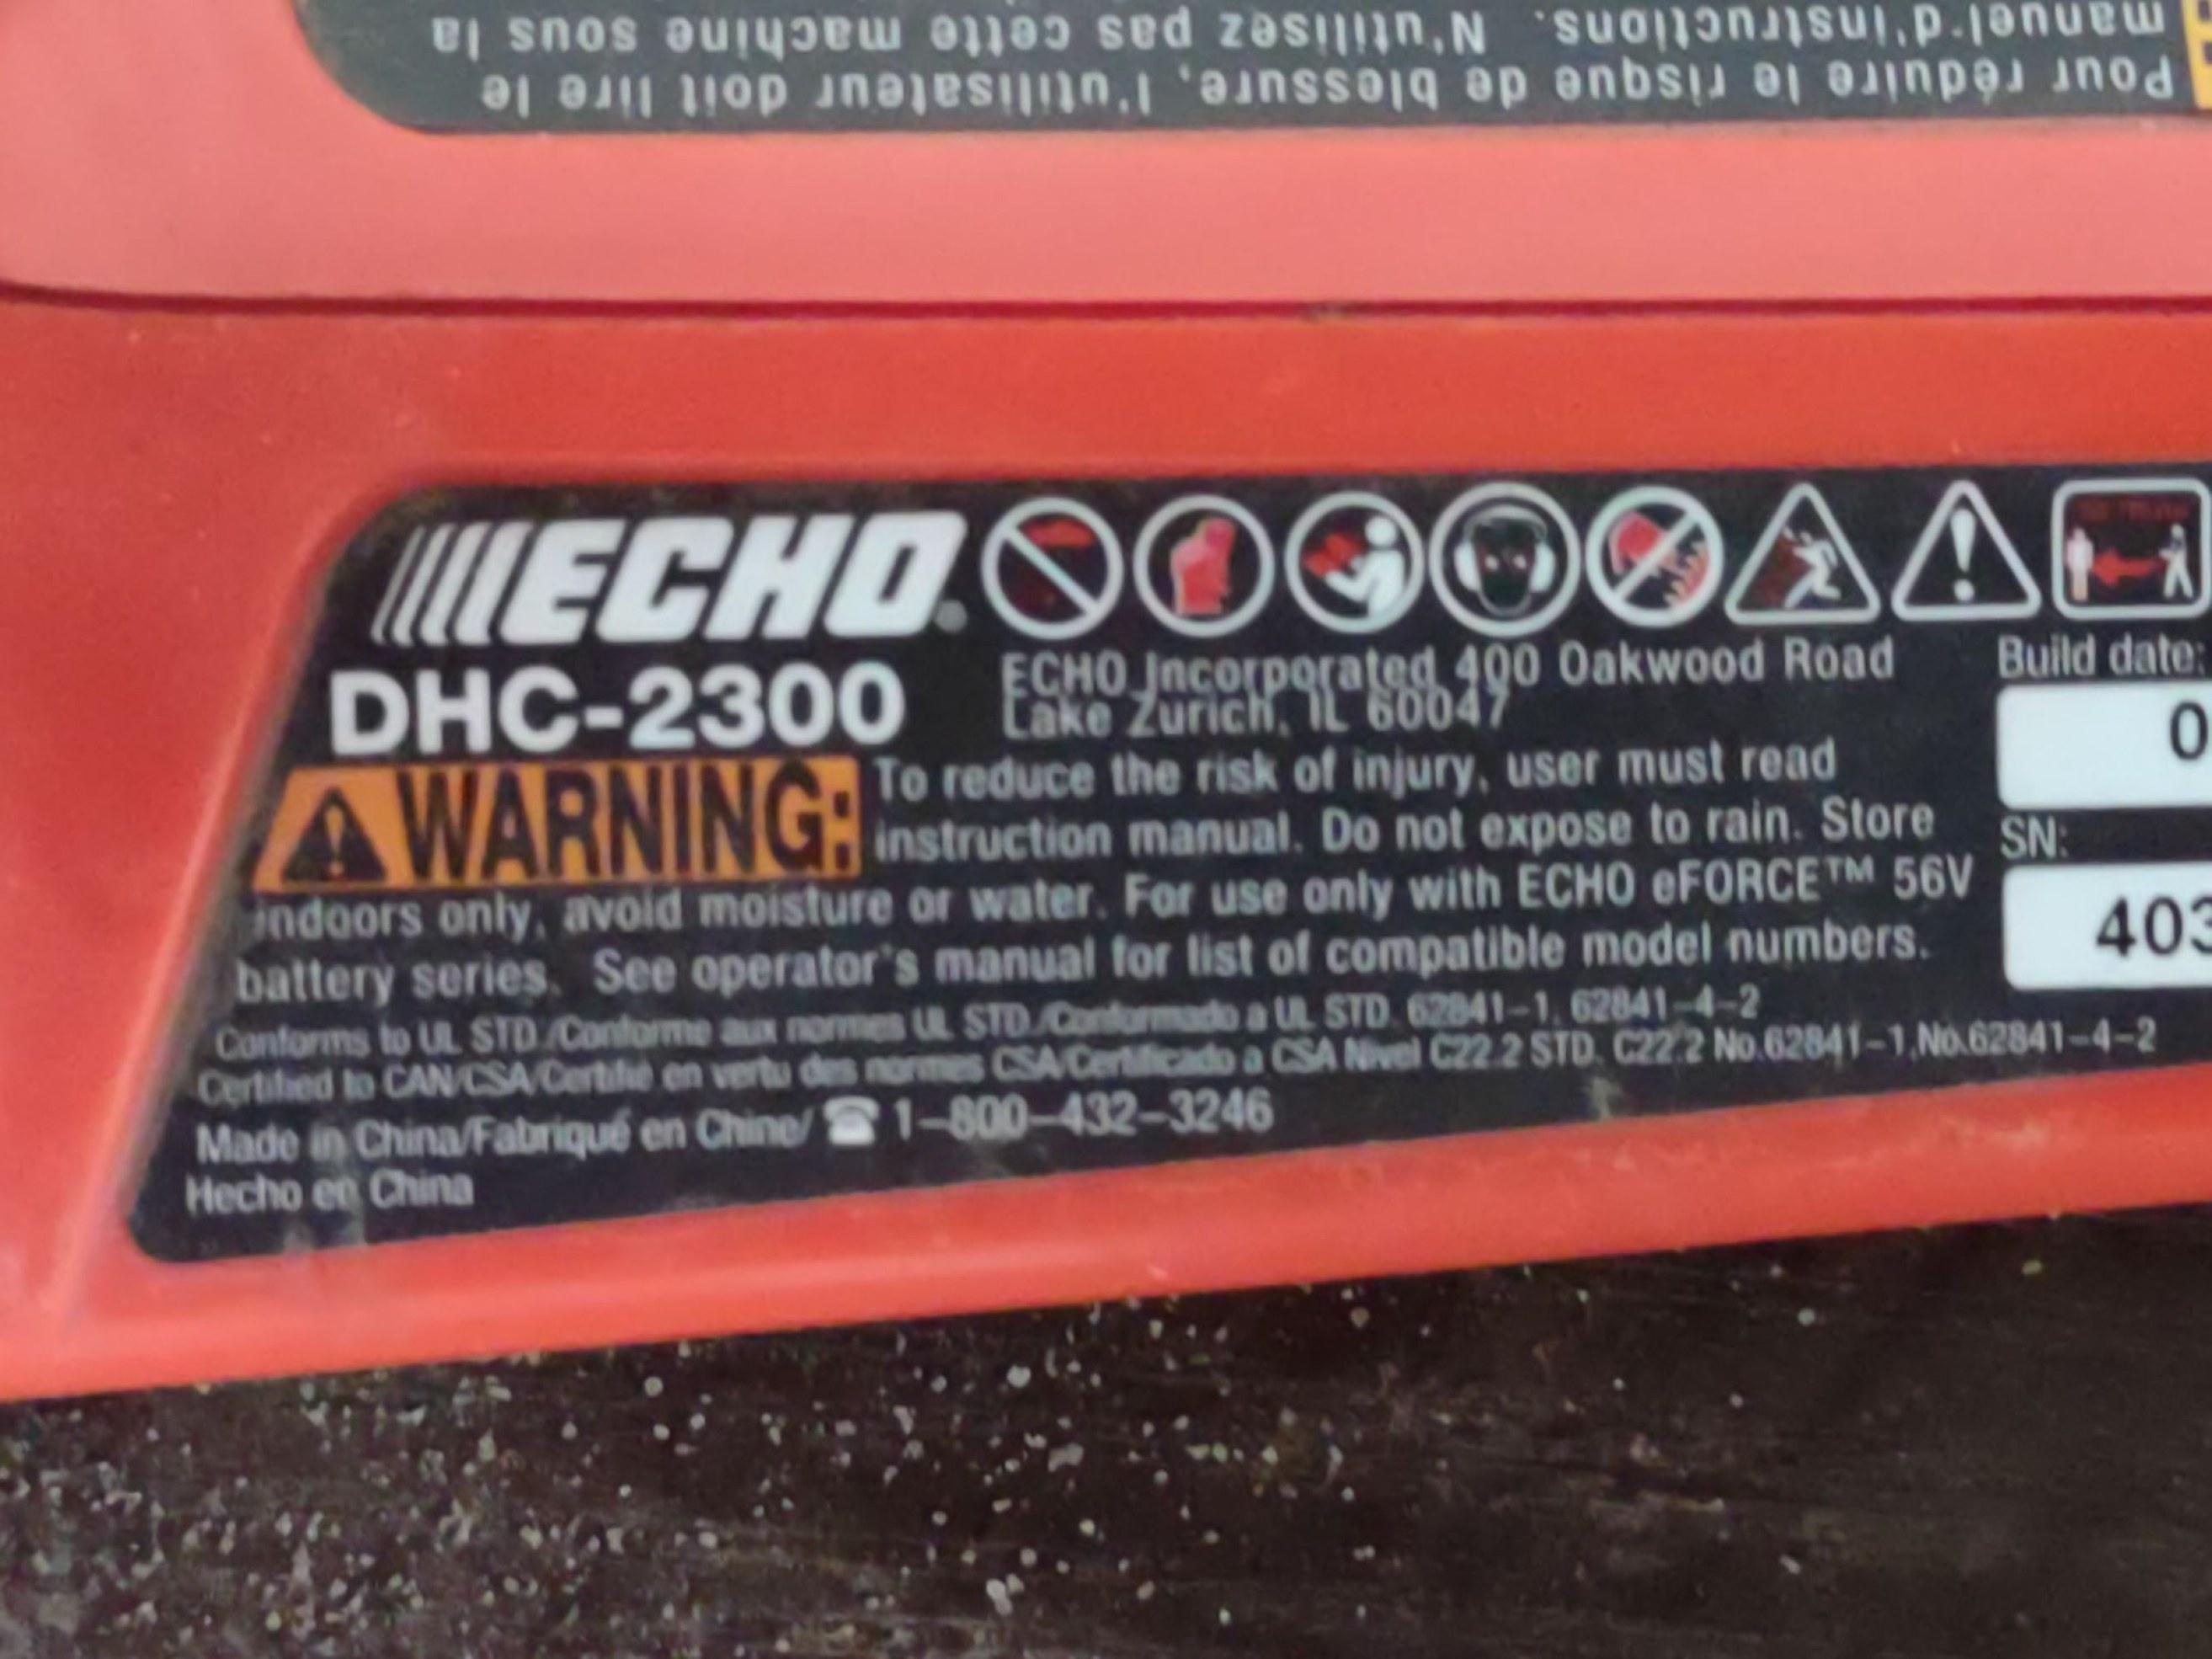 Pour réduire le risque de blessure, l'utilisateur doit lire le
manuel d'instructions. N'utilisez pas cette machine sous la
ECHO
DHC-2300
ECHO Incorporated 400 Oakwood Road
Lake Zurich, IL 60047
Build date:
0
SN:
403
WARNING: To reduce the risk of injury, user must read
instruction manual. Do not expose to rain. Store
indoors only, avoid moisture or water. For use only with ECHO eFORCE™ 56V
battery series. See operator's manual for list of compatible model numbers.
Conforms to UL STD./Conforme aux normes UL STD./Conformado a UL STD. 62841-1, 62841-4-2
Certified to CAN/CSA/Certifié en vertu des normes CSA/Certificado a CSA Nivel C22.2 STD. C22.2 No.62841-1,No.62841-4-2
Made in China/Fabriqué en Chine/ ☎ 1-800-432-3246
Hecho en China